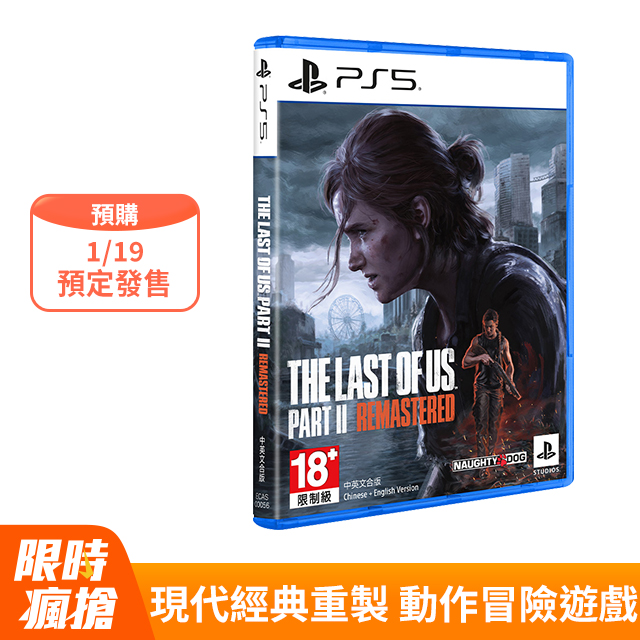 PS5
PS5
THE LAST OF US PART II REMASTERED
中英文合版
ECAS
00056
預購
1/19
預定發售
THE LAST OF US
PART II REMASTERED
18+
限制級
中英文合版
Chinese + English Version
NAUGHTY DOG
STUDIOS
限時
瘋搶
現代經典重製 動作冒險遊戲